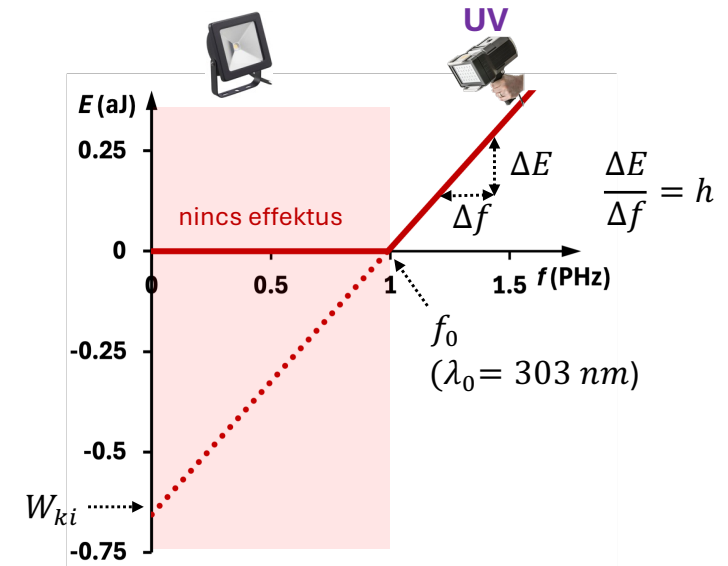 UV
E (aJ)
0.25
ΔE
ΔE/Δf = h
nincs effektus
Δf
0
0
0.5
1
1.5
f (PHz)
f₀
(λ₀= 303 nm)
-0.25
-0.5
W_ki
-0.75